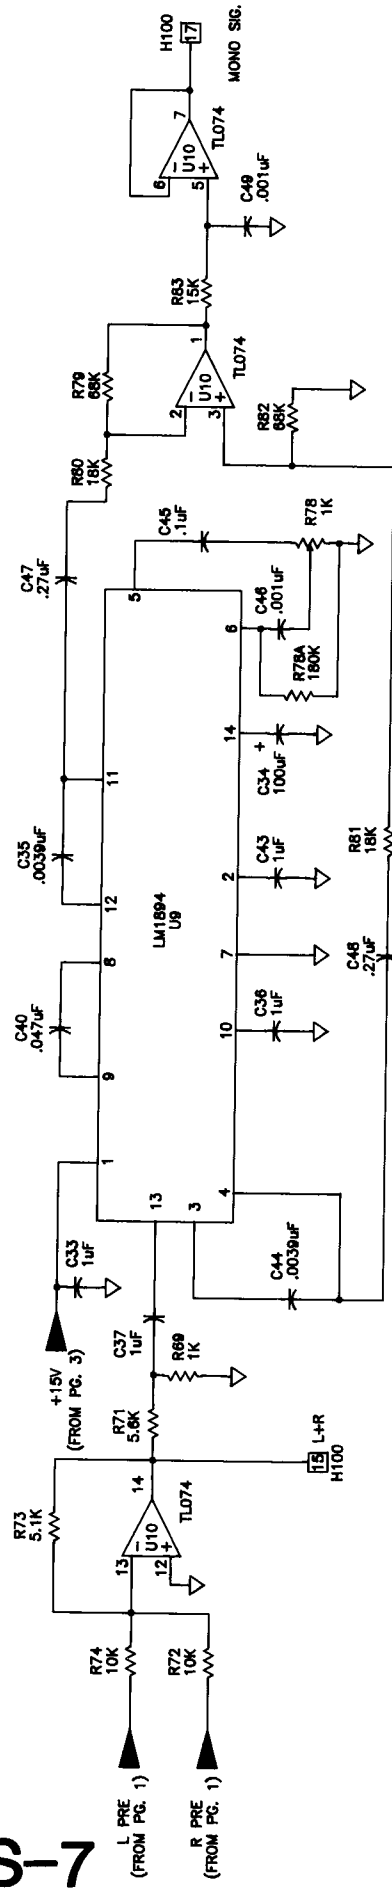 S-7
L PRE
(FROM PG. 1)
R PRE
(FROM PG. 1)
R74
10K
R72
10K
R73
5.1K
13
12
14
U10
TL074
R71
5.6K
R69
1K
C37
1uF
15
L+R
H100
+15V
(FROM PG. 3)
C33
1uF
1
13
3
4
C44
.0039uF
9
8
C40
.047uF
12
11
C35
.0039uF
LM1894
U9
10
C36
1uF
7
2
C43
1uF
14
+
C34
100uF
6
5
R78A
180K
C46
.001uF
C45
.1uF
R78
1K
C48
.27uF
R81
18K
C47
.27uF
R80
18K
R79
68K
2
3
1
U10
TL074
R82
68K
R83
15K
C49
.001uF
6
5
7
U10
TL074
H100
17
MONO SIG.